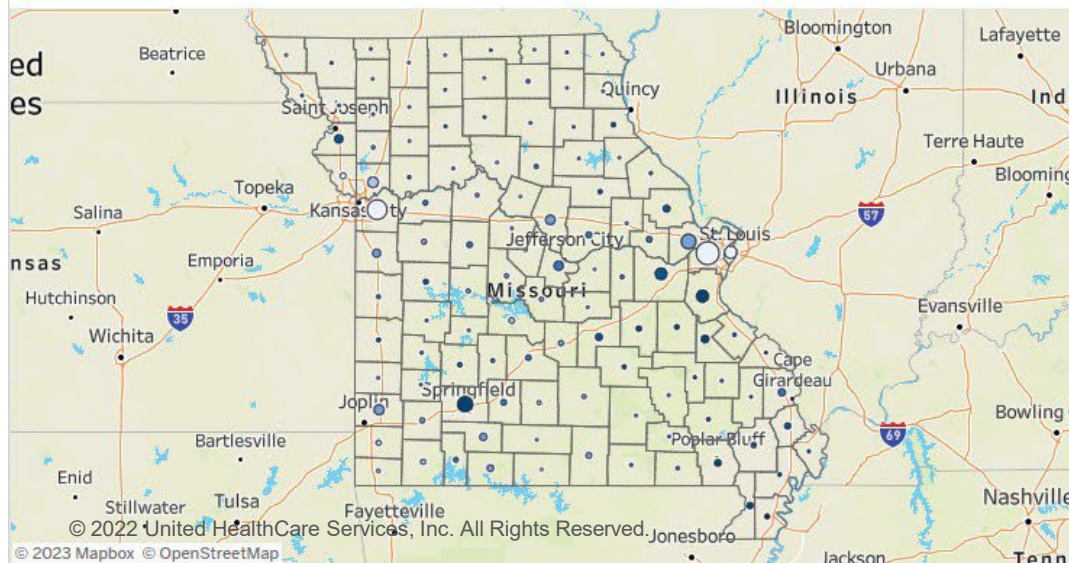 Bloomington
Lafayette
Beatrice
ed
es
Urbana
Quincy
Illinois
Ind
Saint Joseph
Terre Haute
Topeka
Blooming
Salina
Kansas City
57
St. Louis
Jefferson City
nsas
Emporia
Missouri
Hutchinson
35
Evansville
Wichita
Cape
Girardeau
Springfield
Joplin
Bowling
69
Bartlesville
Poplar Bluff
Enid
Nashville
Stillwater
Tulsa
Fayetteville
© 2022 United HealthCare Services, Inc. All Rights Reserved.
Jonesboro
© 2023 Mapbox © OpenStreetMap
Jackson
Tenn